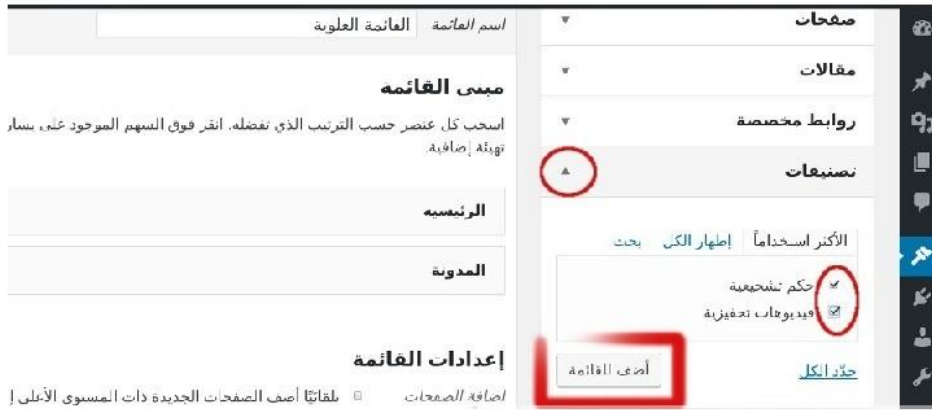 صفحات
مقالات
روابط مخصصة
تصنيفات
الأكثر استخداماً إظهار الكل بحث
حكم تشجيعية
فيديوهات تحفيزية
حدّد الكل
أضف للقائمة
اسم القائمة القائمة العلوية
مبنى القائمة
اسحب كل عنصر حسب الترتيب الذي تفضله. انقر فوق السهم الموجود على يسار
تهيئة إضافية.
الرئيسيه
المدونة
إعدادات القائمة
اضافة الصفحات تلقائيًا أضف الصفحات الجديدة ذات المستوى الأعلى إ